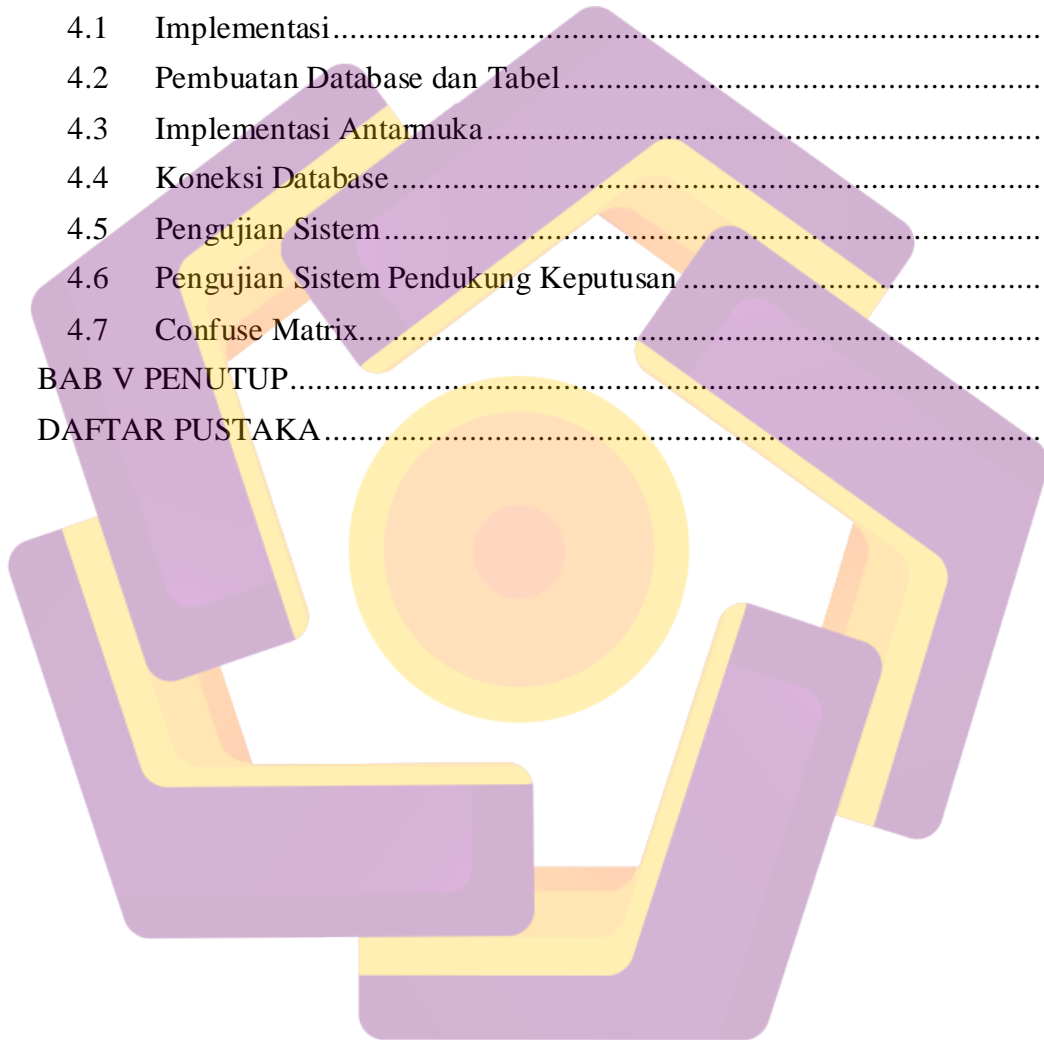 4.1 Implementasi........................................................................................
4.2 Pembuatan Database dan Tabel............................................................
4.3 Implementasi Antarmuka......................................................................
4.4 Koneksi Database..................................................................................
4.5 Pengujian Sistem...................................................................................
4.6 Pengujian Sistem Pendukung Keputusan.............................................
4.7 Confuse Matrix......................................................................................
BAB V PENUTUP...........................................................................................
DAFTAR PUSTAKA.......................................................................................